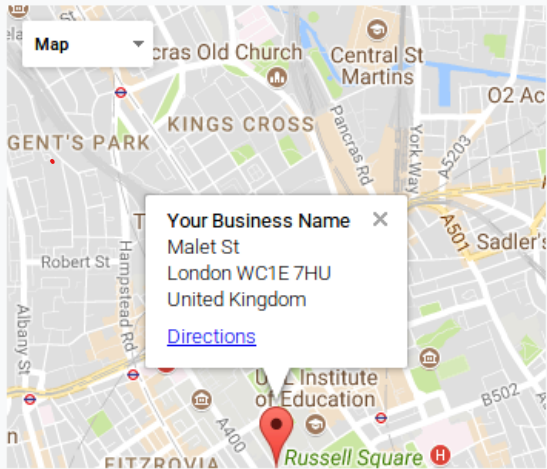 Map
cras Old Church
Central St
Martins
O2 Ac
KINGS CROSS
GENT'S PARK
Pancras Rd
York Way
A5203
A501
Sadler's
Your Business Name
Malet St
London WC1E 7HU
United Kingdom
Directions
Robert St
Hampstead Rd
Albany St
Institute
of Education
B502
A400
FITZROVIA
Russell Square
H